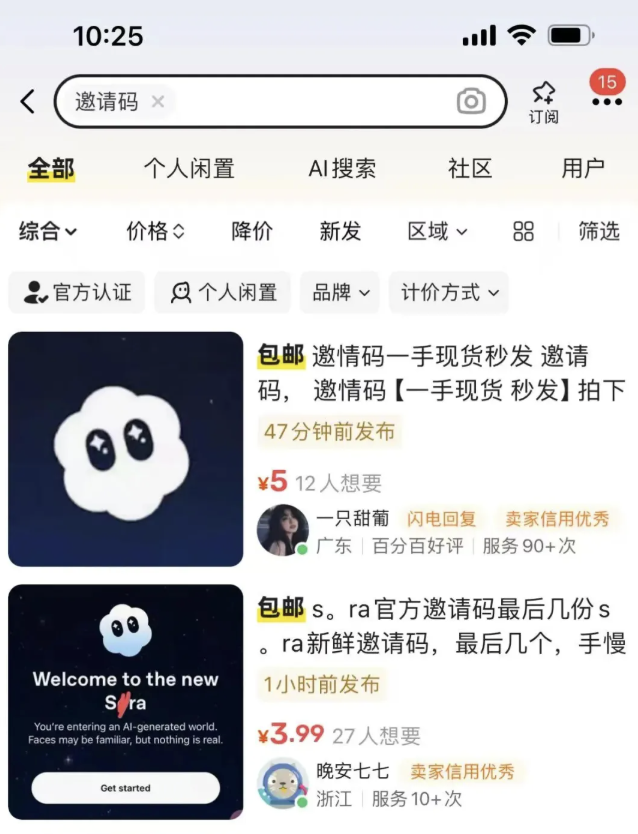 10:25
邀请码 ×
订阅
15
全部 个人闲置 AI搜索 社区 用户
综合 价格 降价 新发 区域 筛选
官方认证 个人闲置 品牌 计价方式
包邮 邀情码一手现货秒发 邀请
码， 邀情码【一手现货 秒发】拍下
47分钟前发布
¥5 12人想要
一只甜葡 闪电回复 卖家信用优秀
广东 | 百分百好评 | 服务90+次
Welcome to the new
S ra
You're entering an AI-generated world.
Faces may be familiar, but nothing is real.
Get started
包邮 s。ra官方邀请码最后几份s
。ra新鲜邀请码，最后几个，手慢
1小时前发布
¥3.99 27人想要
晚安七七 卖家信用优秀
浙江 | 服务10+次